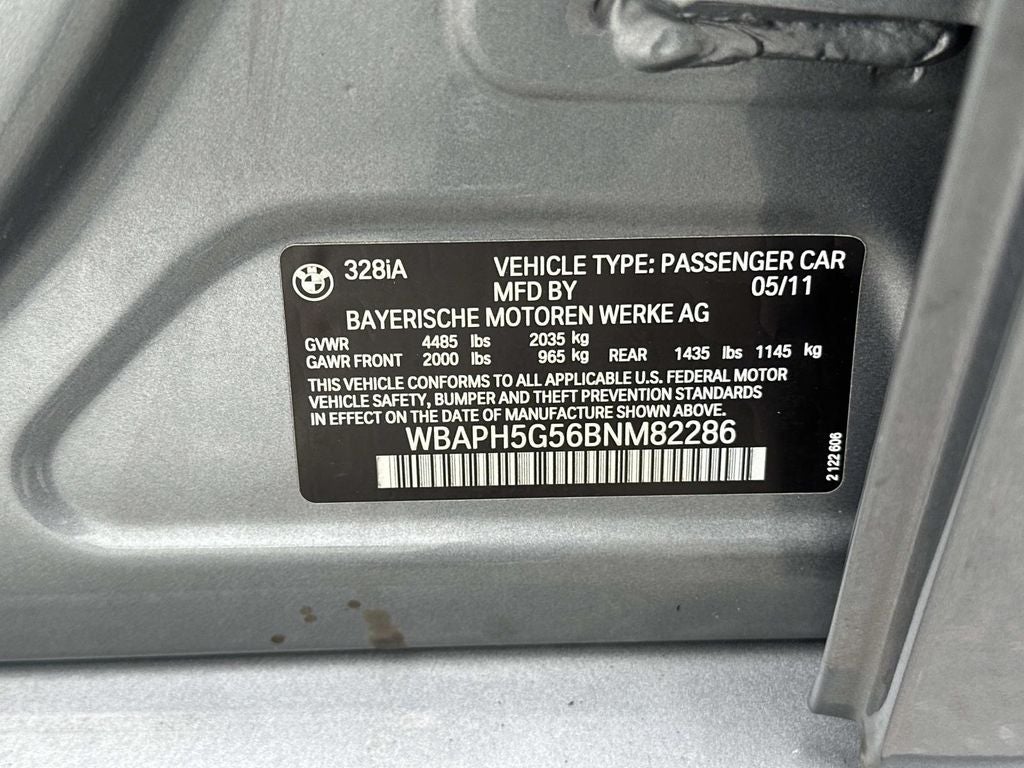 328iA VEHICLE TYPE: PASSENGER CAR
MFD BY 05/11
BAYERISCHE MOTOREN WERKE AG
GVWR 4485 lbs 2035 kg
GAWR FRONT 2000 lbs 965 kg REAR 1435 lbs 1145 kg
THIS VEHICLE CONFORMS TO ALL APPLICABLE U.S. FEDERAL MOTOR
VEHICLE SAFETY, BUMPER AND THEFT PREVENTION STANDARDS
IN EFFECT ON THE DATE OF MANUFACTURE SHOWN ABOVE.
WBAPH5G56BNM82286
2 122 606